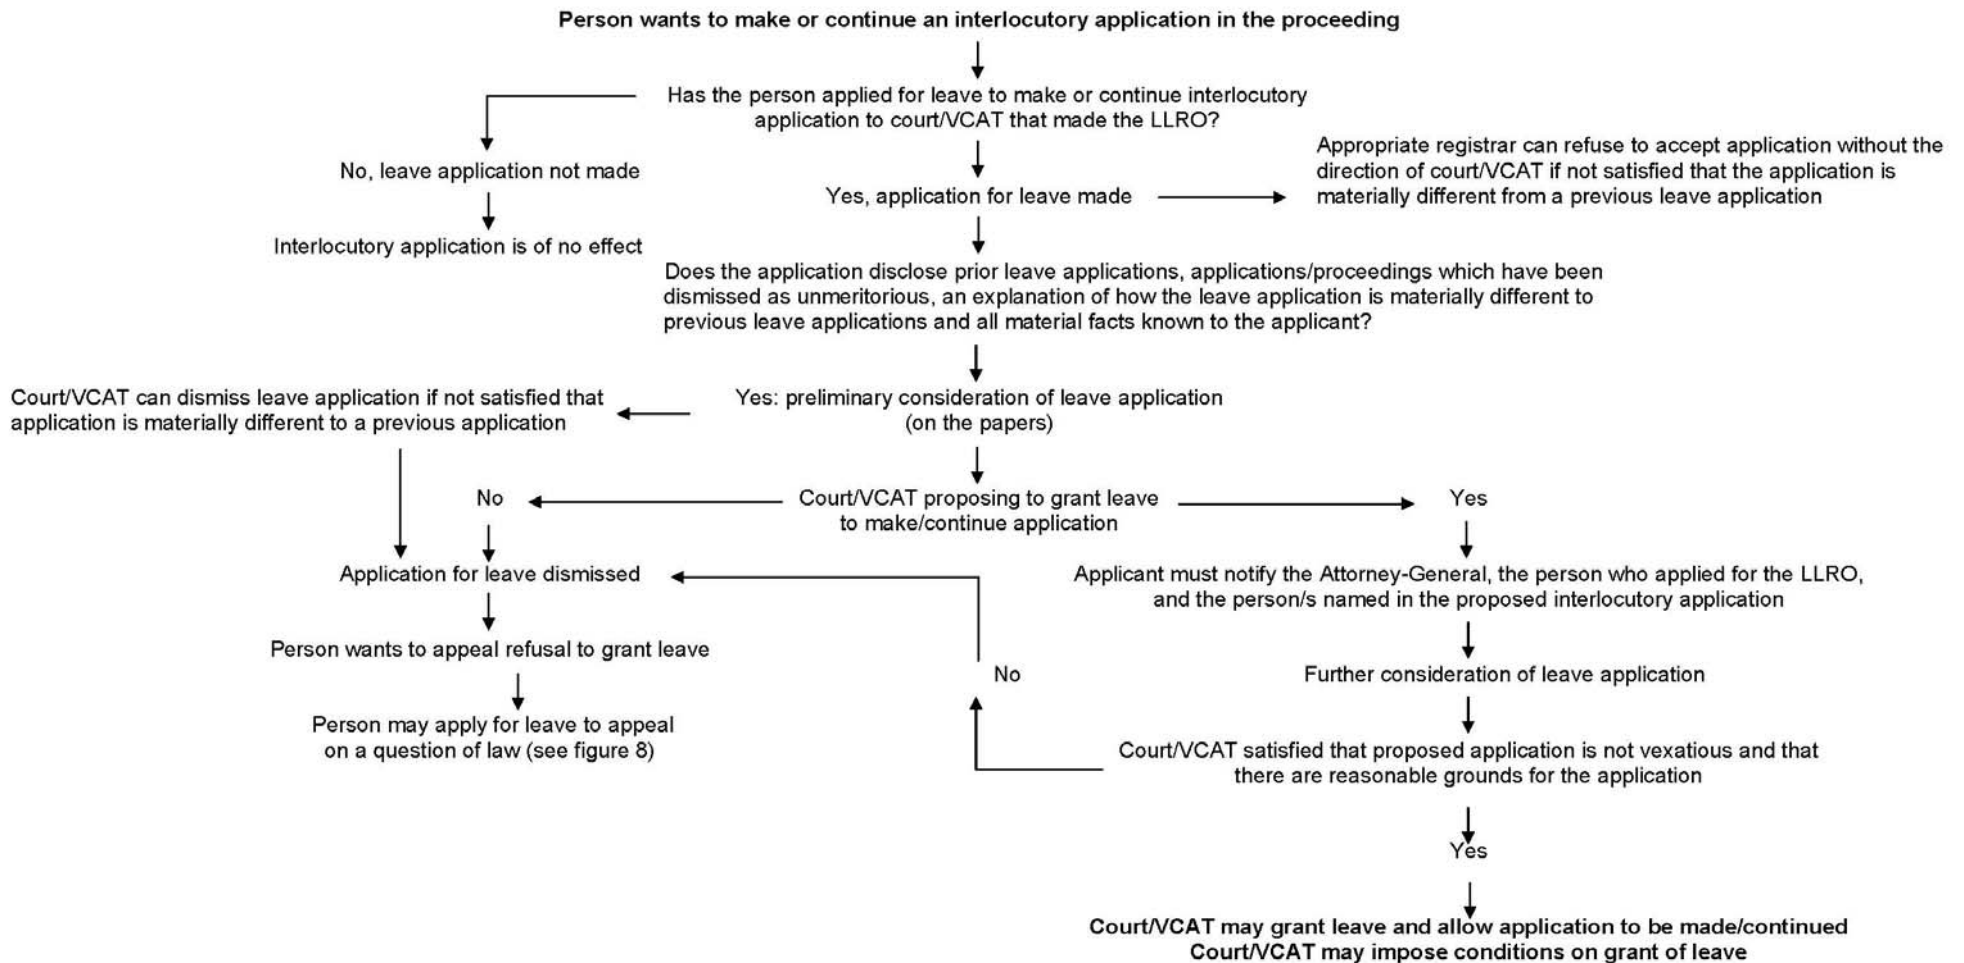 Person wants to make or continue an interlocutory application in the proceeding
Has the person applied for leave to make or continue interlocutory
application to court/VCAT that made the LLRO?
No, leave application not made
Interlocutory application is of no effect
Yes, application for leave made
Appropriate registrar can refuse to accept application without the
direction of court/VCAT if not satisfied that the application is
materially different from a previous leave application
Does the application disclose prior leave applications, applications/proceedings which have been
dismissed as unmeritorious, an explanation of how the leave application is materially different to
previous leave applications and all material facts known to the applicant?
Yes: preliminary consideration of leave application
(on the papers)
Court/VCAT can dismiss leave application if not satisfied that
application is materially different to a previous application
Court/VCAT proposing to grant leave
to make/continue application
No
Yes
Application for leave dismissed
Person wants to appeal refusal to grant leave
Person may apply for leave to appeal
on a question of law (see figure 8)
Applicant must notify the Attorney-General, the person who applied for the LLRO,
and the person/s named in the proposed interlocutory application
Further consideration of leave application
Court/VCAT satisfied that proposed application is not vexatious and that
there are reasonable grounds for the application
No
Yes
Court/VCAT may grant leave and allow application to be made/continued
Court/VCAT may impose conditions on grant of leave